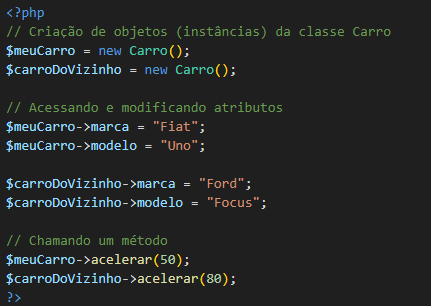 <?php
// Criação de objetos (instâncias) da classe Carro
$meuCarro = new Carro();
$carroDoVizinho = new Carro();

// Acessando e modificando atributos
$meuCarro->marca = "Fiat";
$meuCarro->modelo = "Uno";

$carroDoVizinho->marca = "Ford";
$carroDoVizinho->modelo = "Focus";

// Chamando um método
$meuCarro->acelerar(50);
$carroDoVizinho->acelerar(80);
?>